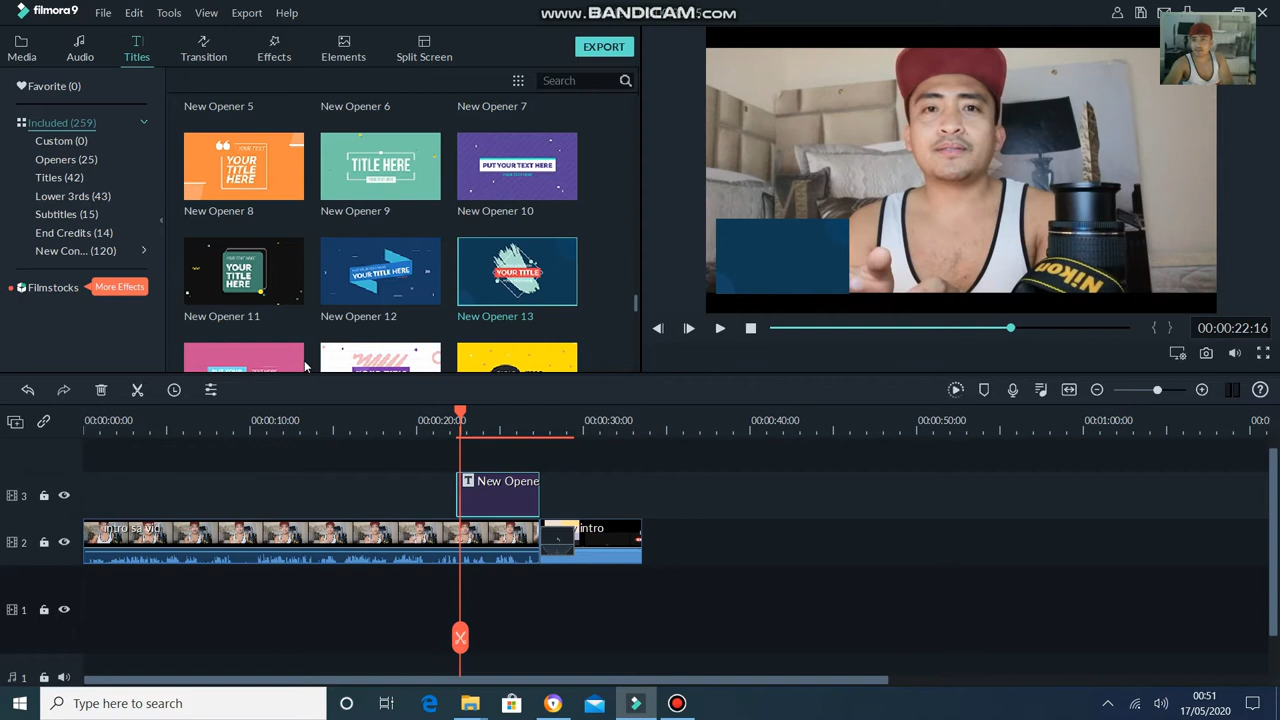 filmora9
File
Edit
Tools
View
Export
Help
www.BANDICAM.com
Media
Audio
Titles
Transition
Effects
Elements
Split Screen
EXPORT
Favorite (0)
Search
Included (259)
Custom (0)
Openers (25)
Titles (42)
Lower 3rds (43)
Subtitles (15)
End Credits (14)
New Con... (120)
Filmstocks
More Effects
New Opener 5
New Opener 6
New Opener 7
YOUR TITLE HERE
TITLE HERE
PUT YOUR TEXT HERE
New Opener 8
New Opener 9
New Opener 10
YOUR TITLE HERE
YOUR TITLE HERE
YOUR TITLE
New Opener 11
New Opener 12
New Opener 13
Nikon
00:00:22:16
00:00:00:00
00:00:10:00
00:00:20:00
00:00:30:00
00:00:40:00
00:00:50:00
00:01:00:00
00:01:10:00
00:0
3
T New Opene
2
intro sa vid
intro
1
1
Type here to search
00:51
17/05/2020